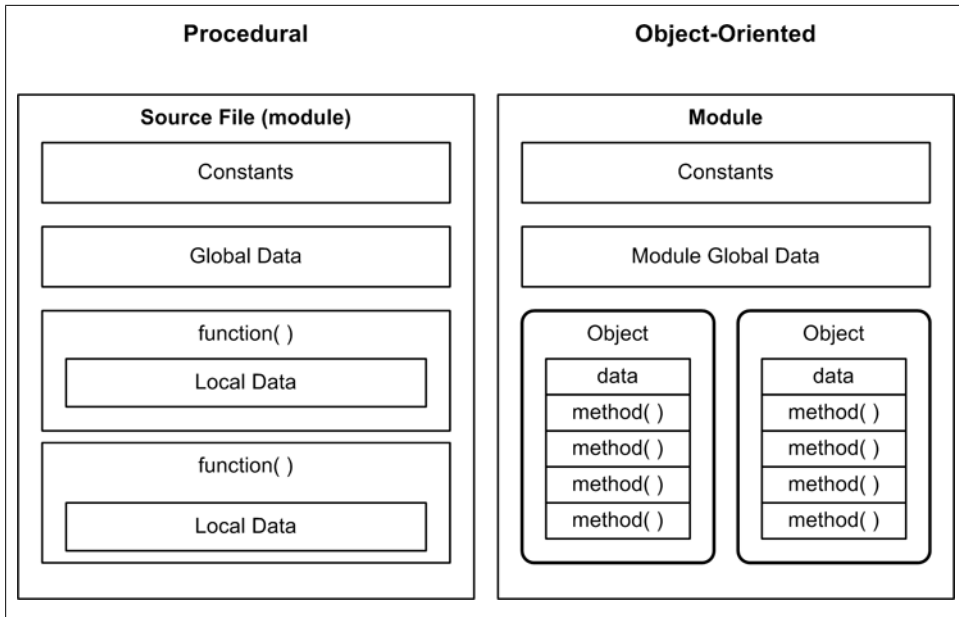 Procedural
Object-Oriented
Source File (module)
Constants
Global Data
function( )
Local Data
function( )
Local Data
Module
Constants
Module Global Data
Object
data
method( )
method( )
method( )
method( )
Object
data
method( )
method( )
method( )
method( )